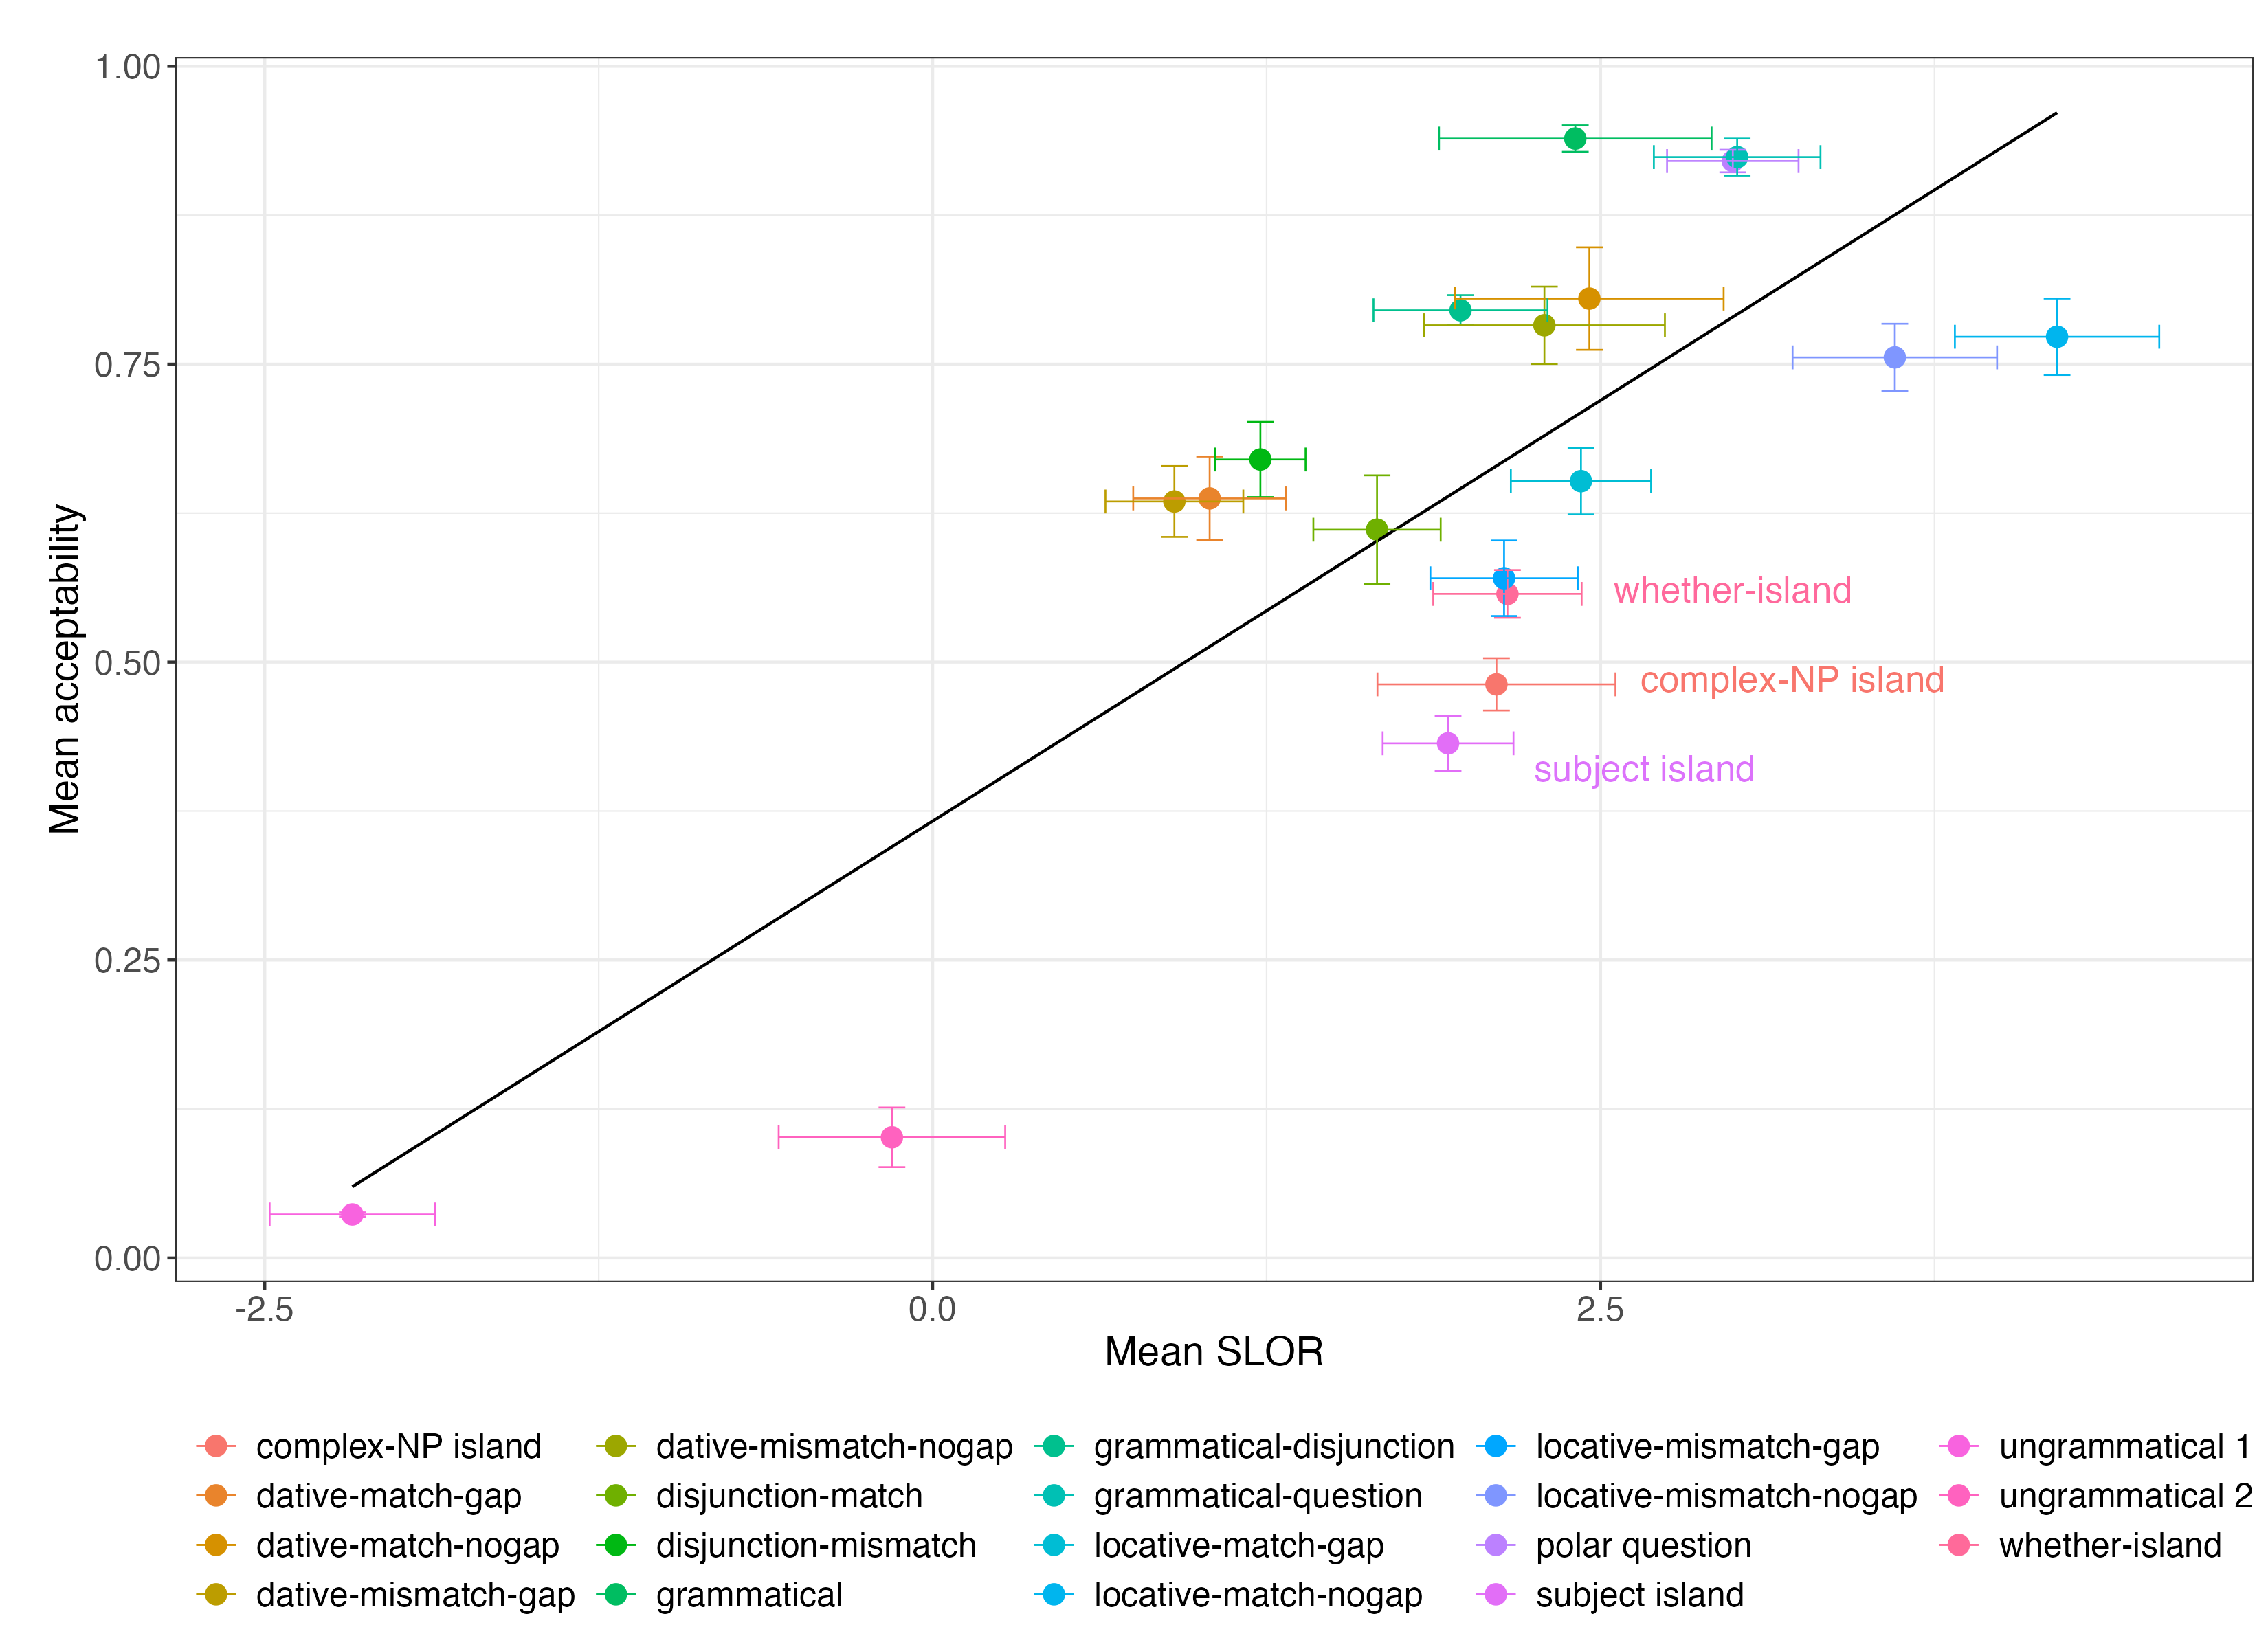 1.00
0.75
0.50
0.25
0.00
Mean acceptability
whether-island
complex-NP island
subject island
-2.5 0.0 2.5
Mean SLOR
complex-NP island dative-mismatch-nogap grammatical-disjunction locative-mismatch-gap ungrammatical 1
dative-match-gap disjunction-match grammatical-question locative-mismatch-nogap ungrammatical 2
dative-match-nogap disjunction-mismatch locative-match-gap polar question whether-island
dative-mismatch-gap grammatical locative-match-nogap subject island